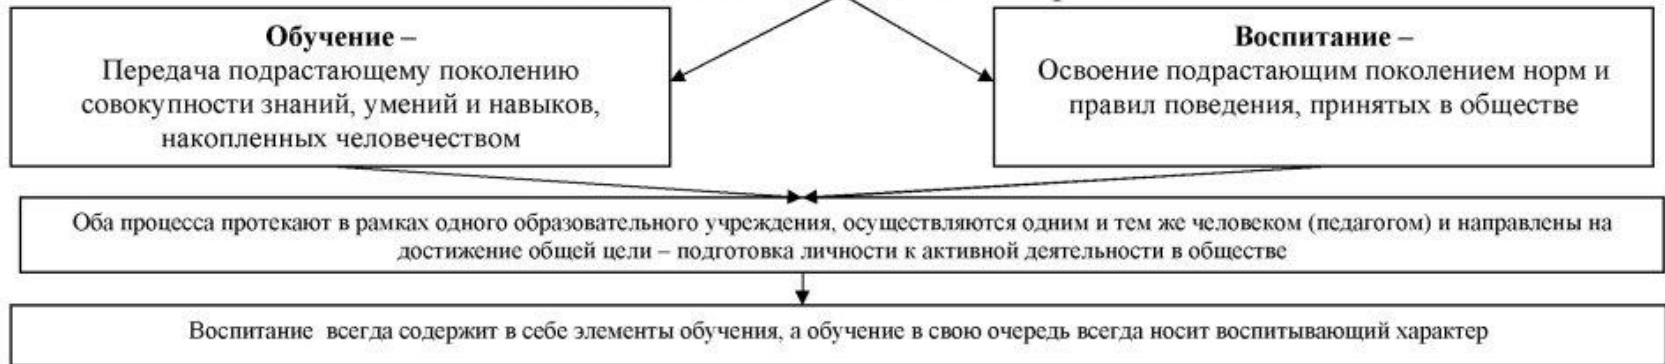 Обучение –
Передача подрастающему поколению
совокупности знаний, умений и навыков,
накопленных человечеством
Воспитание –
Освоение подрастающим поколением норм и
правил поведения, принятых в обществе
Оба процесса протекают в рамках одного образовательного учреждения, осуществляются одним и тем же человеком (педагогом) и направлены на
достижение общей цели – подготовка личности к активной деятельности в обществе
Воспитание всегда содержит в себе элементы обучения, а обучение в свою очередь всегда носит воспитывающий характер